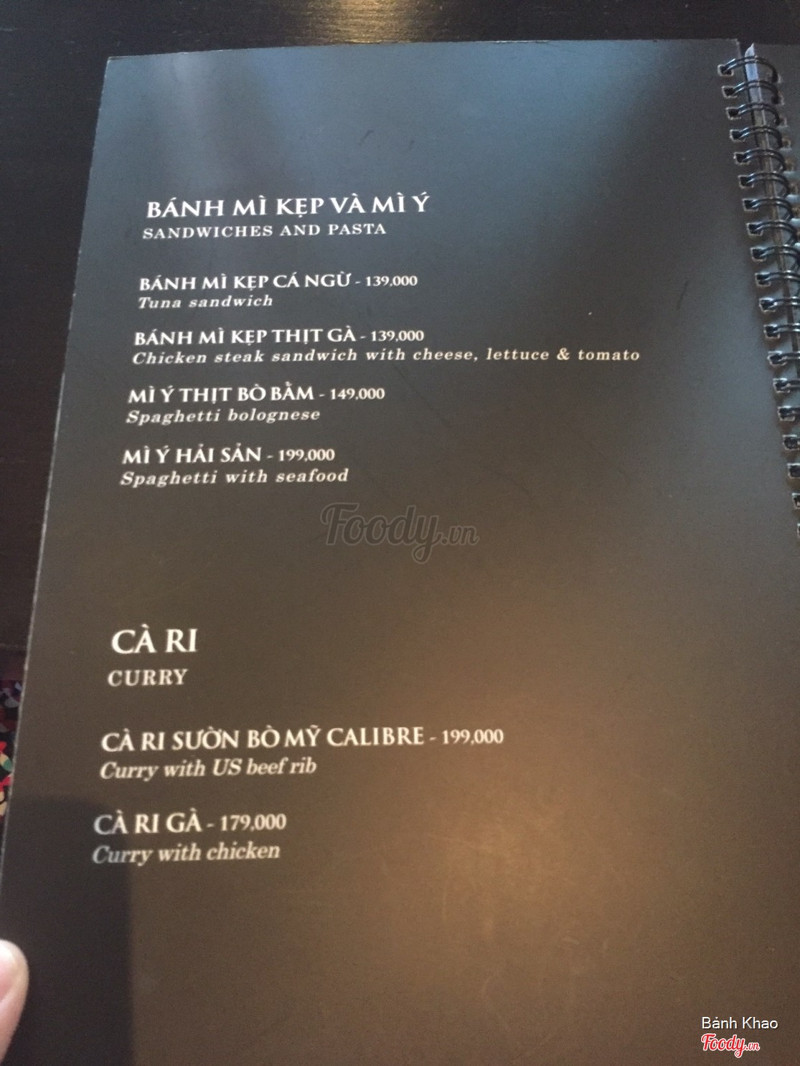 BÁNH MÌ KẸP VÀ MÌ Ý
SANDWICHES AND PASTA
BÁNH MÌ KẸP CÁ NGỪ - 139,000
Tuna sandwich
BÁNH MÌ KẸP THỊT GÀ - 139,000
Chicken steak sandwich with cheese, lettuce & tomato
MÌ Ý THỊT BÒ BẰM - 149,000
Spaghetti bolognese
MÌ Ý HẢI SẢN - 199,000
Spaghetti with seafood
Foody.vn
CÀ RI
CURRY
CÀ RI SƯỜN BÒ MỸ CALIBRE - 199,000
Curry with US beef rib
CÀ RI GÀ - 179,000
Curry with chicken
Bánh Khao
Foody.vn